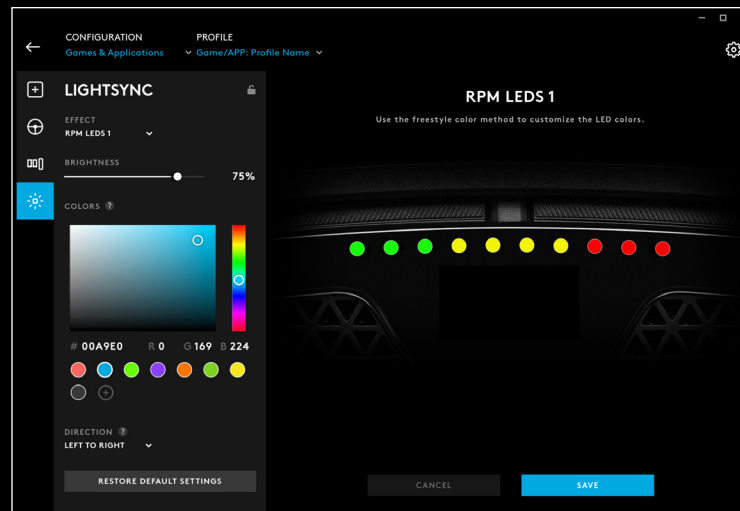 CONFIGURATION
PROFILE
Games & Applications
Game/APP: Profile Name
LIGHTSYNC
EFFECT
RPM LEDS 1
BRIGHTNESS
75%
COLORS ?
# 00A9E0 R 0 G 169 B 224
DIRECTION ?
LEFT TO RIGHT
RESTORE DEFAULT SETTINGS
RPM LEDS 1
Use the freestyle color method to customize the LED colors.
CANCEL
SAVE